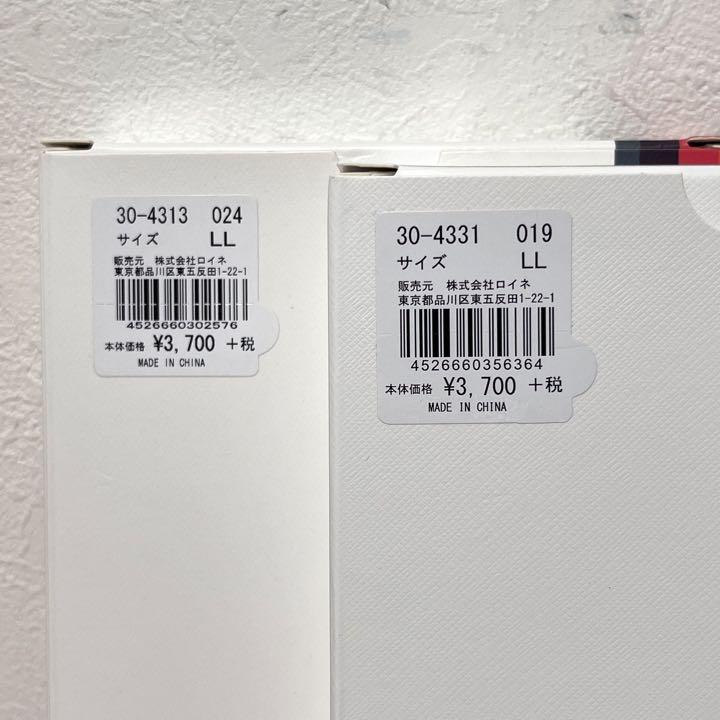 30-4313 024
サイズ LL
販売元 株式会社ロイネ
東京都品川区東五反田1-22-1
4526660302576
本体価格 ¥3,700 +税
MADE IN CHINA
30-4331 019
サイズ LL
販売元 株式会社ロイネ
東京都品川区東五反田1-22-1
4526660356364
本体価格 ¥3,700 +税
MADE IN CHINA